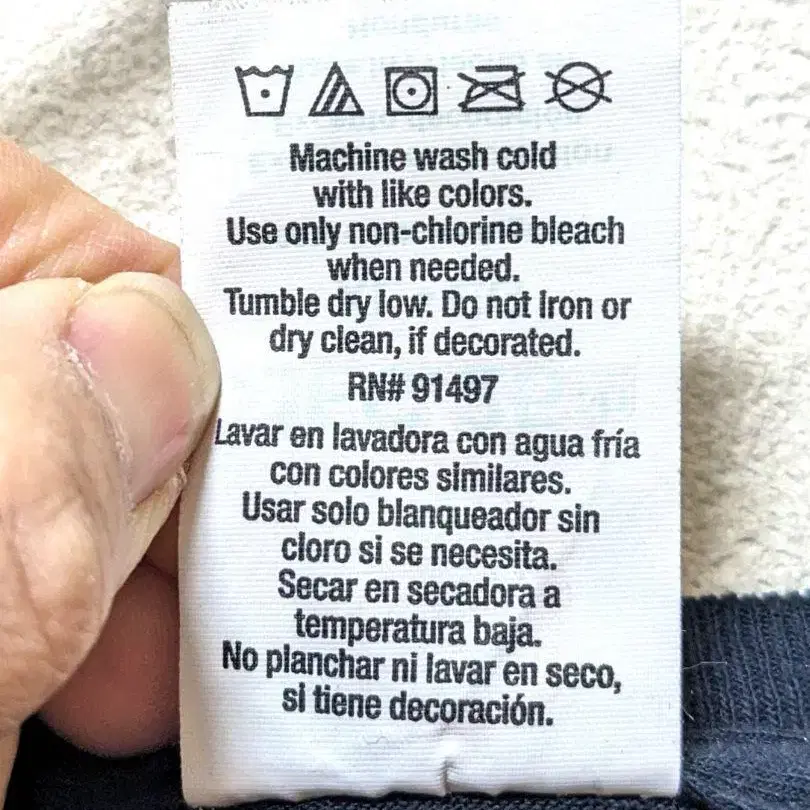 Machine wash cold
with like colors.
Use only non-chlorine bleach
when needed.
Tumble dry low. Do not Iron or
dry clean, if decorated.
RN# 91497
Lavar en lavadora con agua fría
con colores similares.
Usar solo blanqueador sin
cloro si se necesita.
Secar en secadora a
temperatura baja.
No planchar ni lavar en seco,
si tiene decoración.